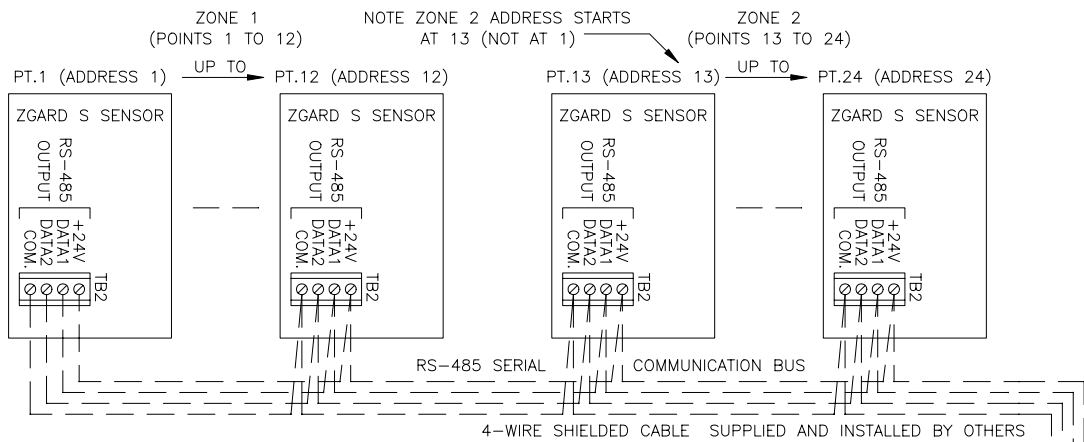 ZONE 1
(POINTS 1 TO 12)
NOTE ZONE 2 ADDRESS STARTS
AT 13 (NOT AT 1)
ZONE 2
(POINTS 13 TO 24)
PT.1 (ADDRESS 1)
UP TO
PT.12 (ADDRESS 12)
PT.13 (ADDRESS 13)
UP TO
PT.24 (ADDRESS 24)
ZGARD S SENSOR
RS-485
OUTPUT
+24V
DATA1
DATA2
COM.
TB2
ZGARD S SENSOR
RS-485
OUTPUT
+24V
DATA1
DATA2
COM.
TB2
ZGARD S SENSOR
RS-485
OUTPUT
+24V
DATA1
DATA2
COM.
TB2
ZGARD S SENSOR
RS-485
OUTPUT
+24V
DATA1
DATA2
COM.
TB2
RS-485 SERIAL COMMUNICATION BUS
4-WIRE SHIELDED CABLE SUPPLIED AND INSTALLED BY OTHERS